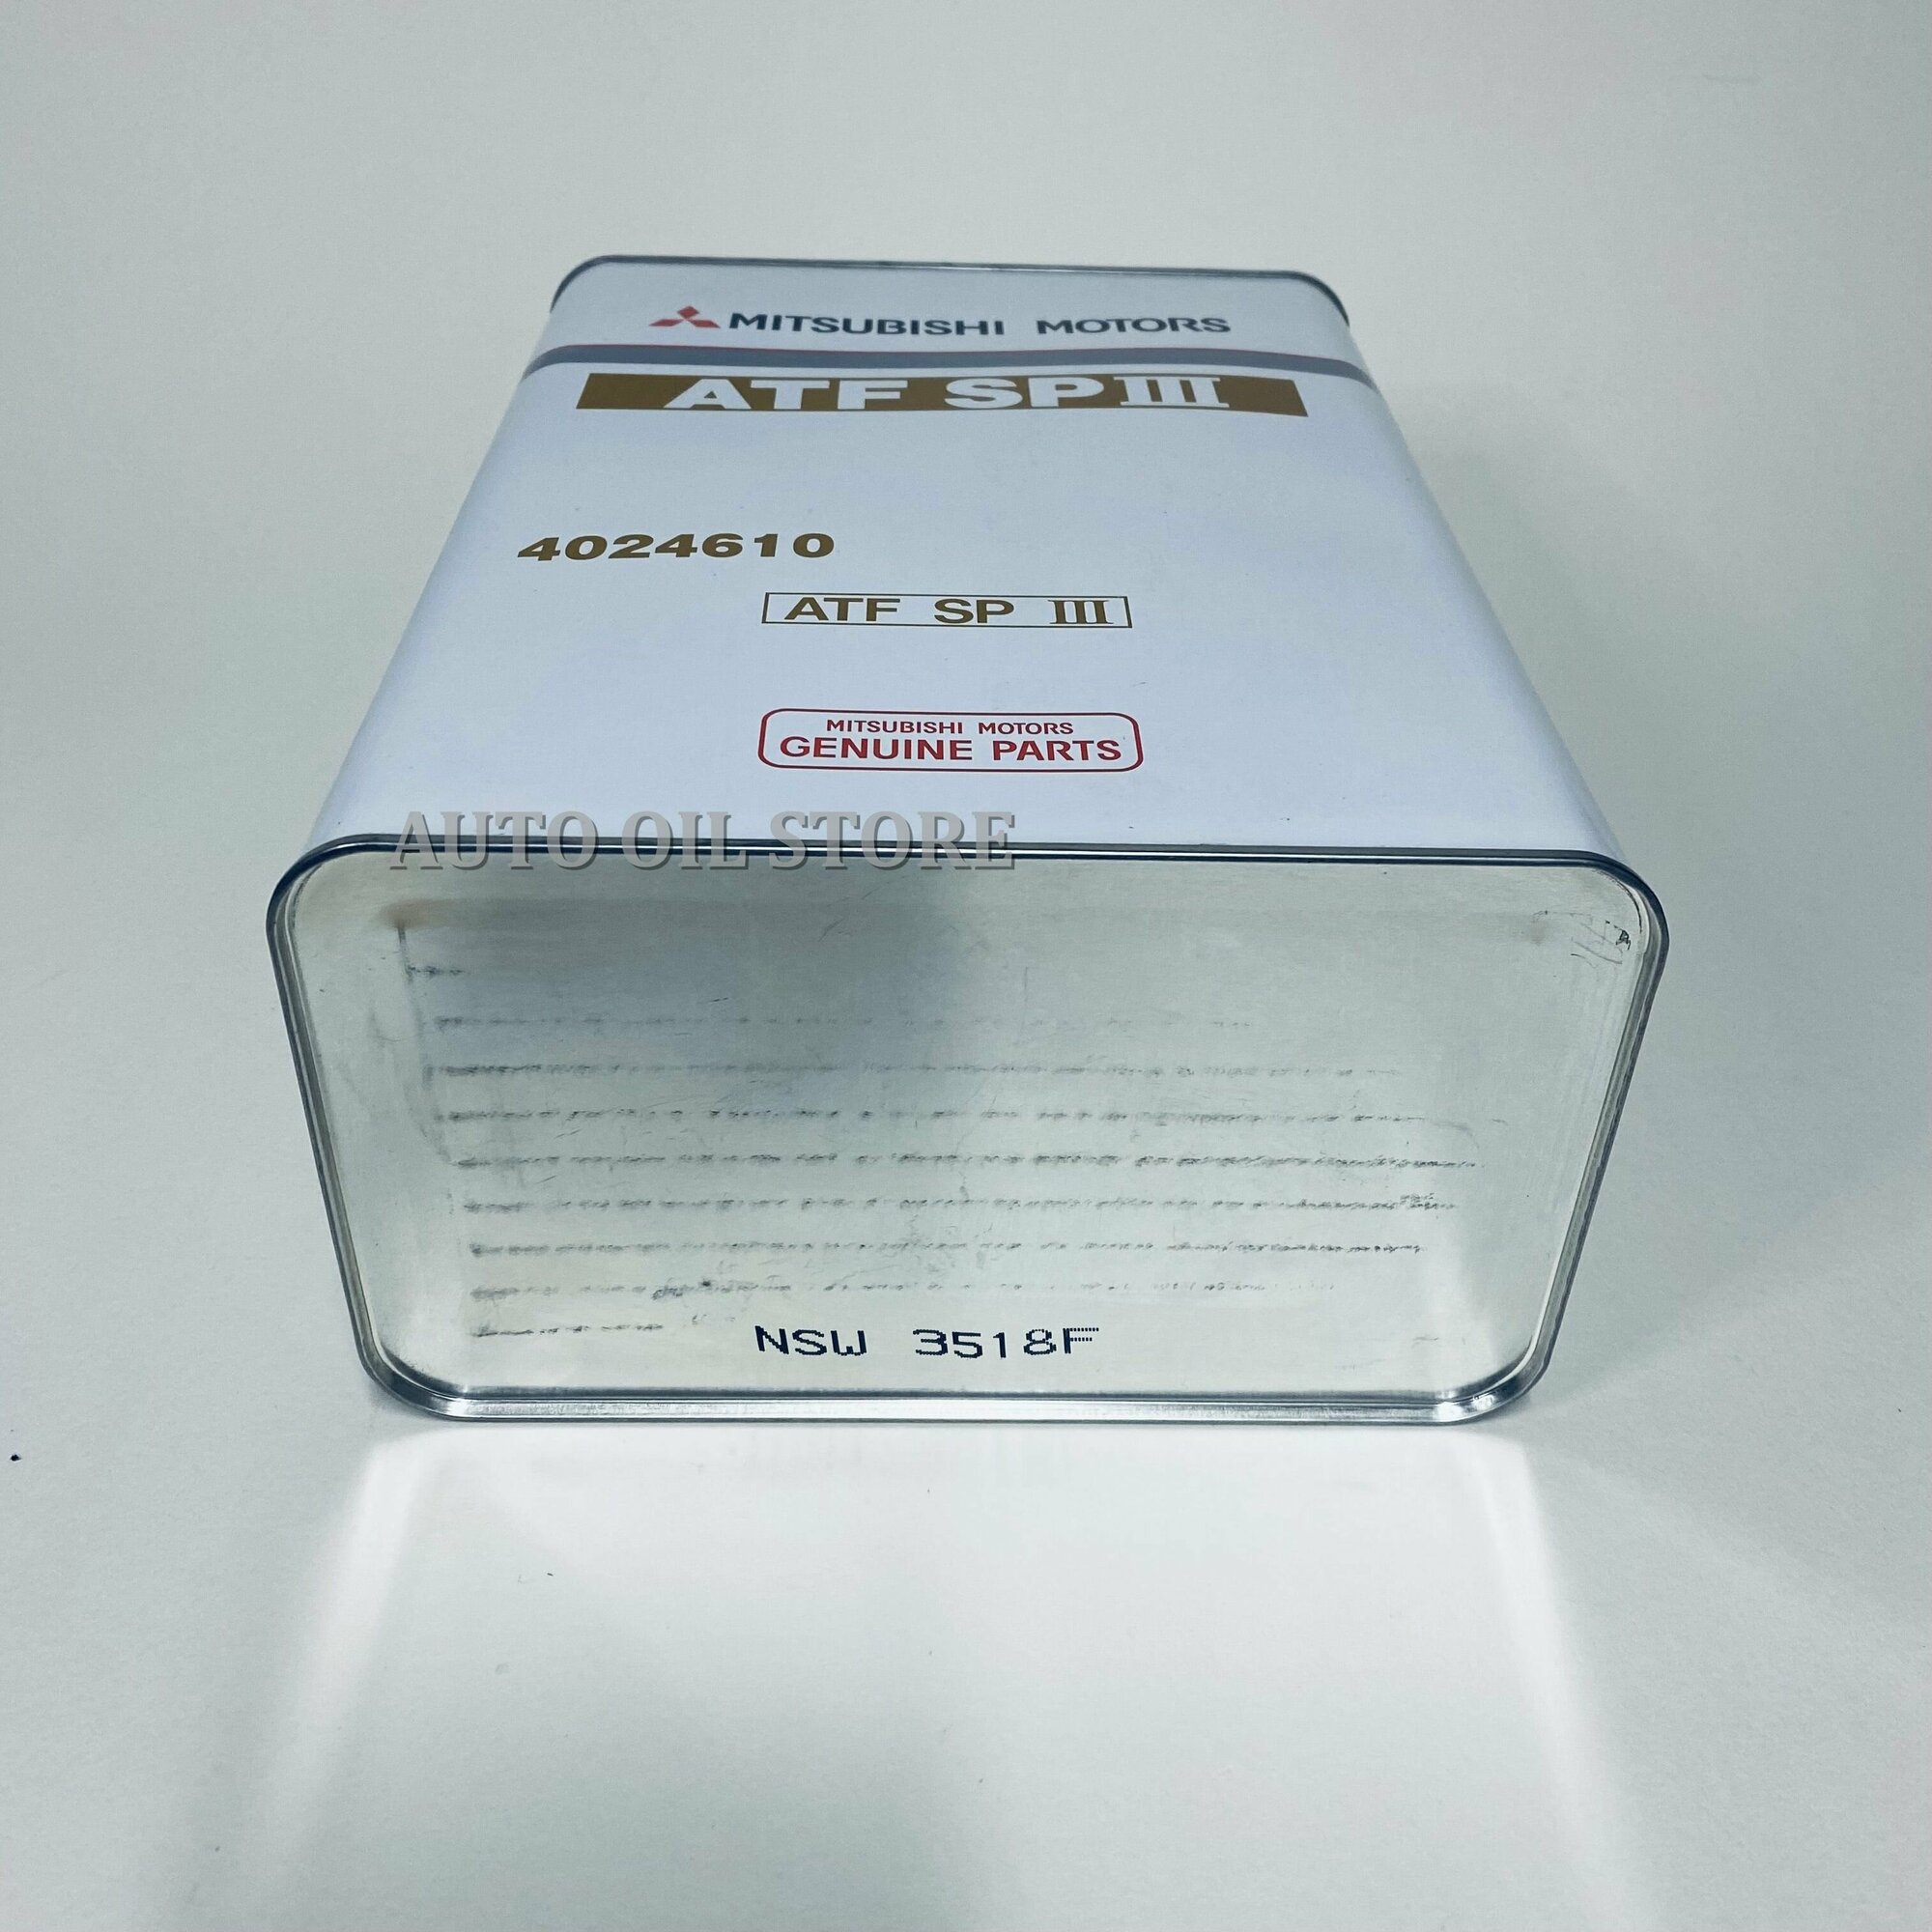 MITSUBISHI MOTORS
ATF SP III
4024610
ATF SP III
MITSUBISHI MOTORS
GENUINE PARTS
AUTO OIL STORE
NSW 3518F